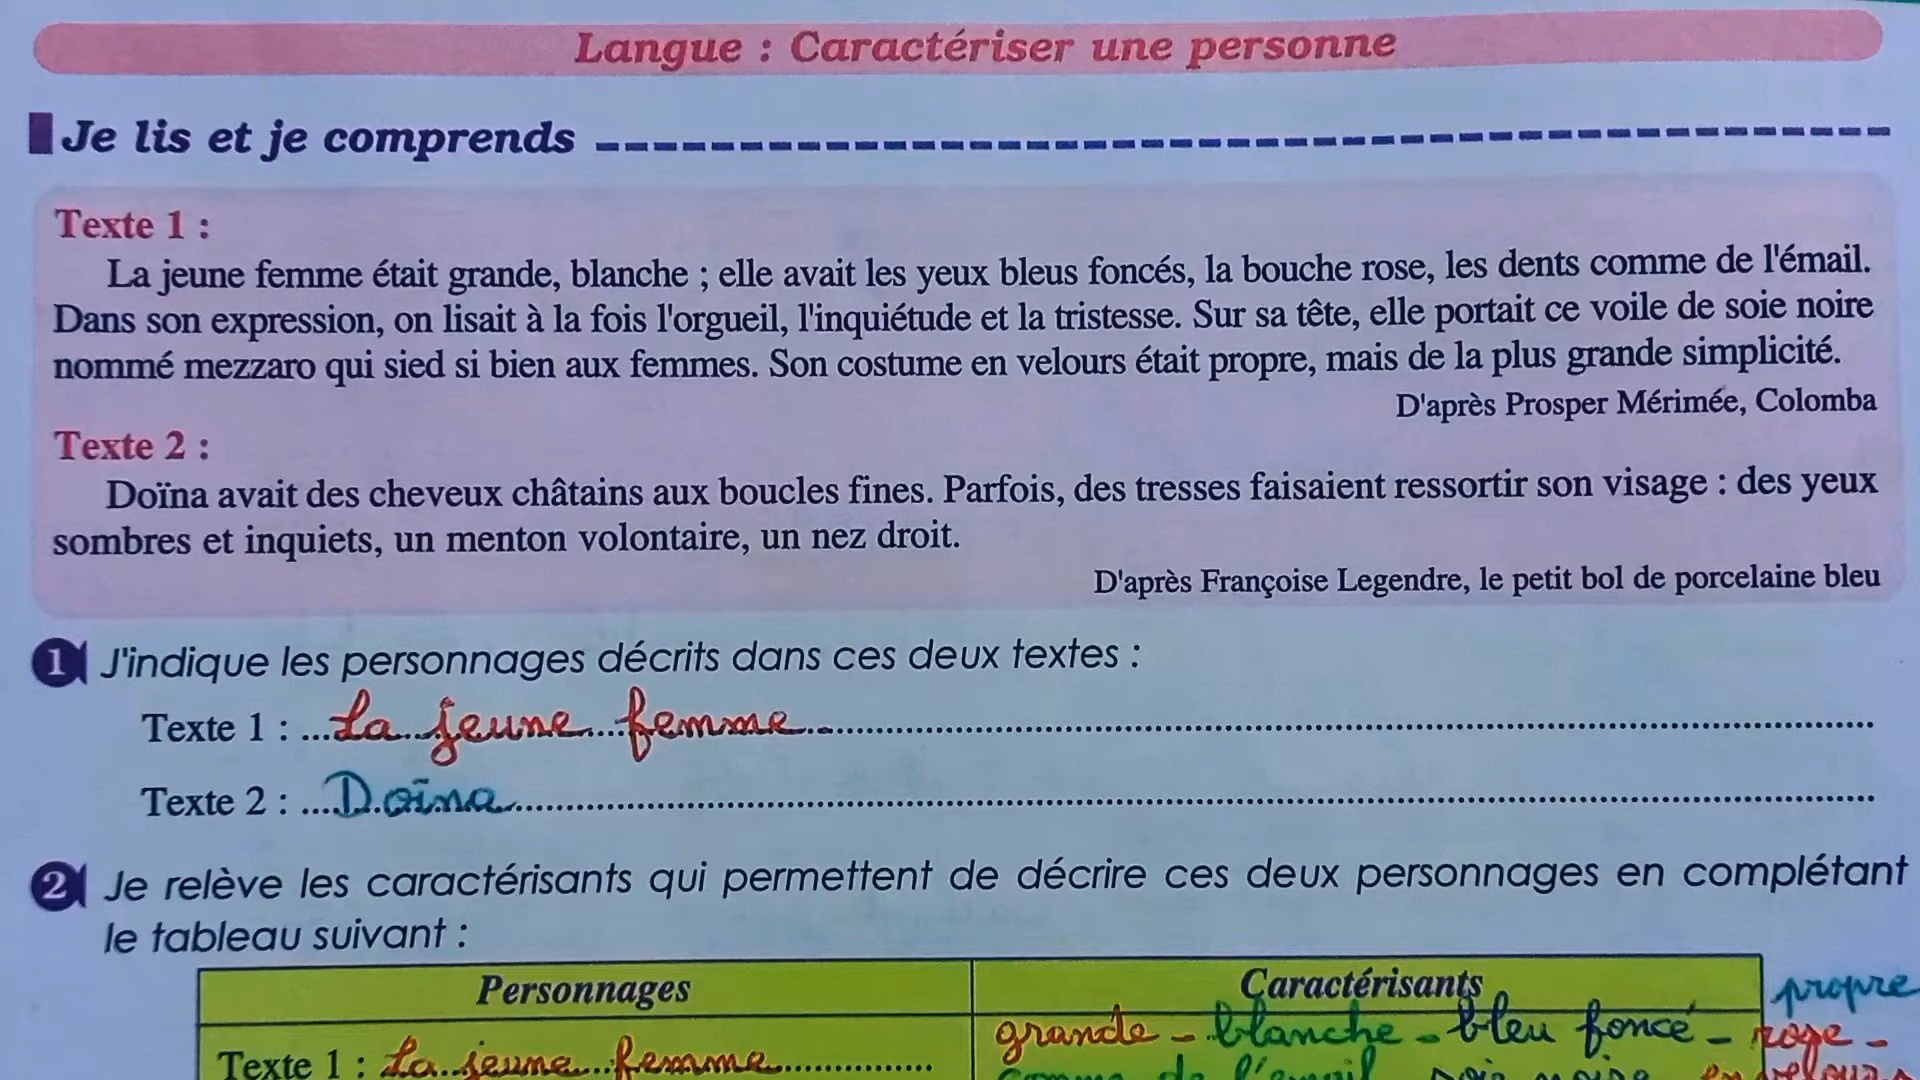 Langue : Caractériser une personne
Je lis et je comprends
Texte 1 :
La jeune femme était grande, blanche ; elle avait les yeux bleus foncés, la bouche rose, les dents comme de l'émail.
Dans son expression, on lisait à la fois l'orgueil, l'inquiétude et la tristesse. Sur sa tête, elle portait ce voile de soie noire
nommé mezzaro qui sied si bien aux femmes. Son costume en velours était propre, mais de la plus grande simplicité.
D'après Prosper Mérimée, Colomba
Texte 2 :
Doïna avait des cheveux châtains aux boucles fines. Parfois, des tresses faisaient ressortir son visage : des yeux
sombres et inquiets, un menton volontaire, un nez droit.
D'après Françoise Legendre, le petit bol de porcelaine bleu
1 J'indique les personnages décrits dans ces deux textes :
Texte 1 : La jeune femme
Texte 2 : Doïna
2 Je relève les caractérisants qui permettent de décrire ces deux personnages en complétant
le tableau suivant :
Personnages Caractérisants propre
Texte 1 : La jeune femme grande - blanche - bleu foncé - rose -
comme de l'émail soie noire en velours